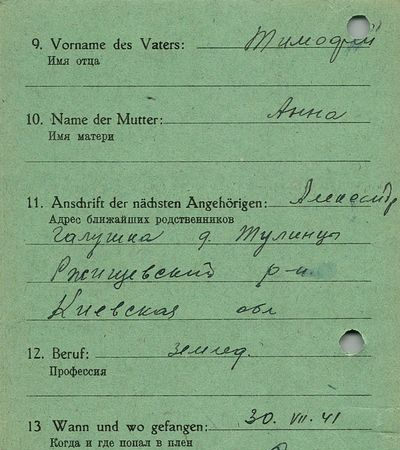 9. Vorname des Vaters: Тимофей
Имя отца
10. Name der Mutter: Анна
Имя матери
11. Anschrift der nächsten Angehörigen: Александр
Адрес ближайших родственников
Галушка д. Тулинцы
Ржищевский р-н.
Киевская обл
12. Beruf: землед.
Профессия
13 Wann und wo gefangen: 30. VII. 41
Когда и где попал в плен